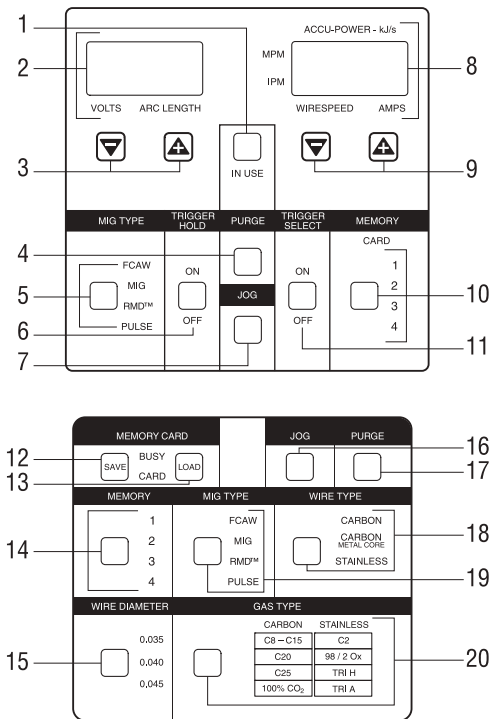 1
ACCU-POWER - kJ/s
2
MPM
IPM
8
VOLTS ARC LENGTH
WIRESPEED AMPS
3
IN USE
9
MIG TYPE
TRIGGER HOLD
PURGE
TRIGGER SELECT
MEMORY
CARD
4
FCAW
MIG
RMD™
PULSE
5
ON
OFF
6
JOG
7
ON
OFF
11
1
2
3
4
10
MEMORY CARD
JOG
PURGE
12
SAVE
BUSY
CARD
LOAD
13
16
17
MEMORY
MIG TYPE
WIRE TYPE
14
1
2
3
4
FCAW
MIG
RMD™
PULSE
19
CARBON
CARBON
METAL CORE
STAINLESS
18
WIRE DIAMETER
GAS TYPE
15
0.035
0.040
0,045
CARBON STAINLESS
C8 – C15 C2
C20 98 / 2 Ox
C25 TRI H
100% CO₂ TRI A
20